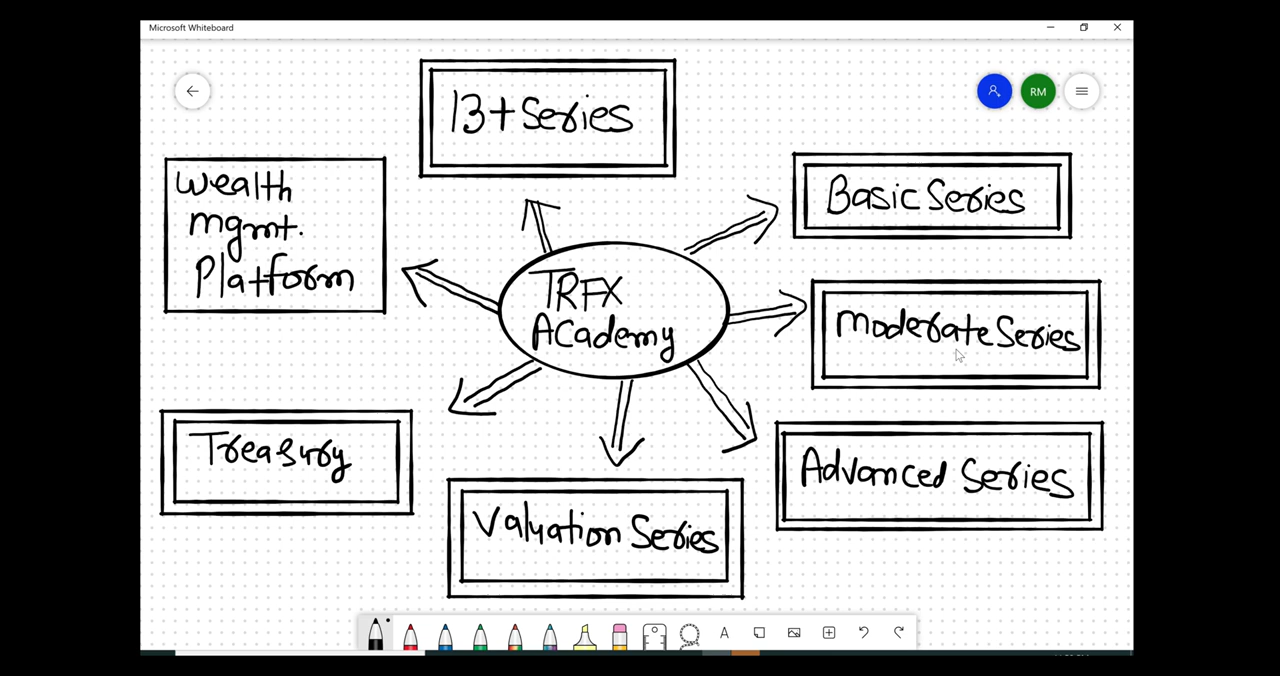 Microsoft Whiteboard
RM
13+ Series
Wealth
mgmt.
Platform
Basic Series
TRFX
Academy
Moderate Series
Treasury
Advanced Series
Valuation Series
A